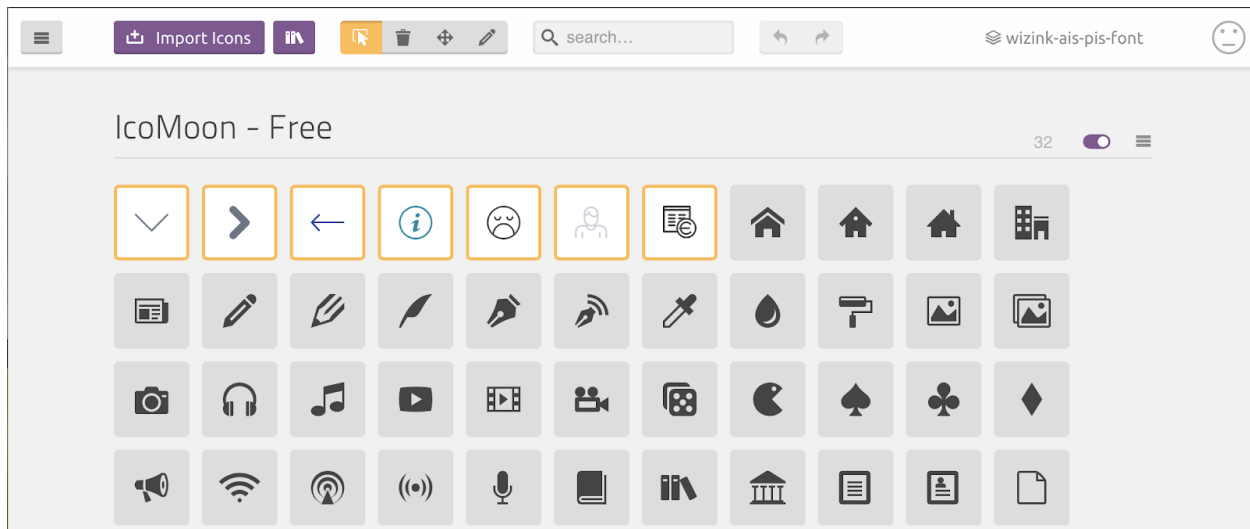 Import Icons
search...
wizink-ais-pis-font
IcoMoon - Free
32